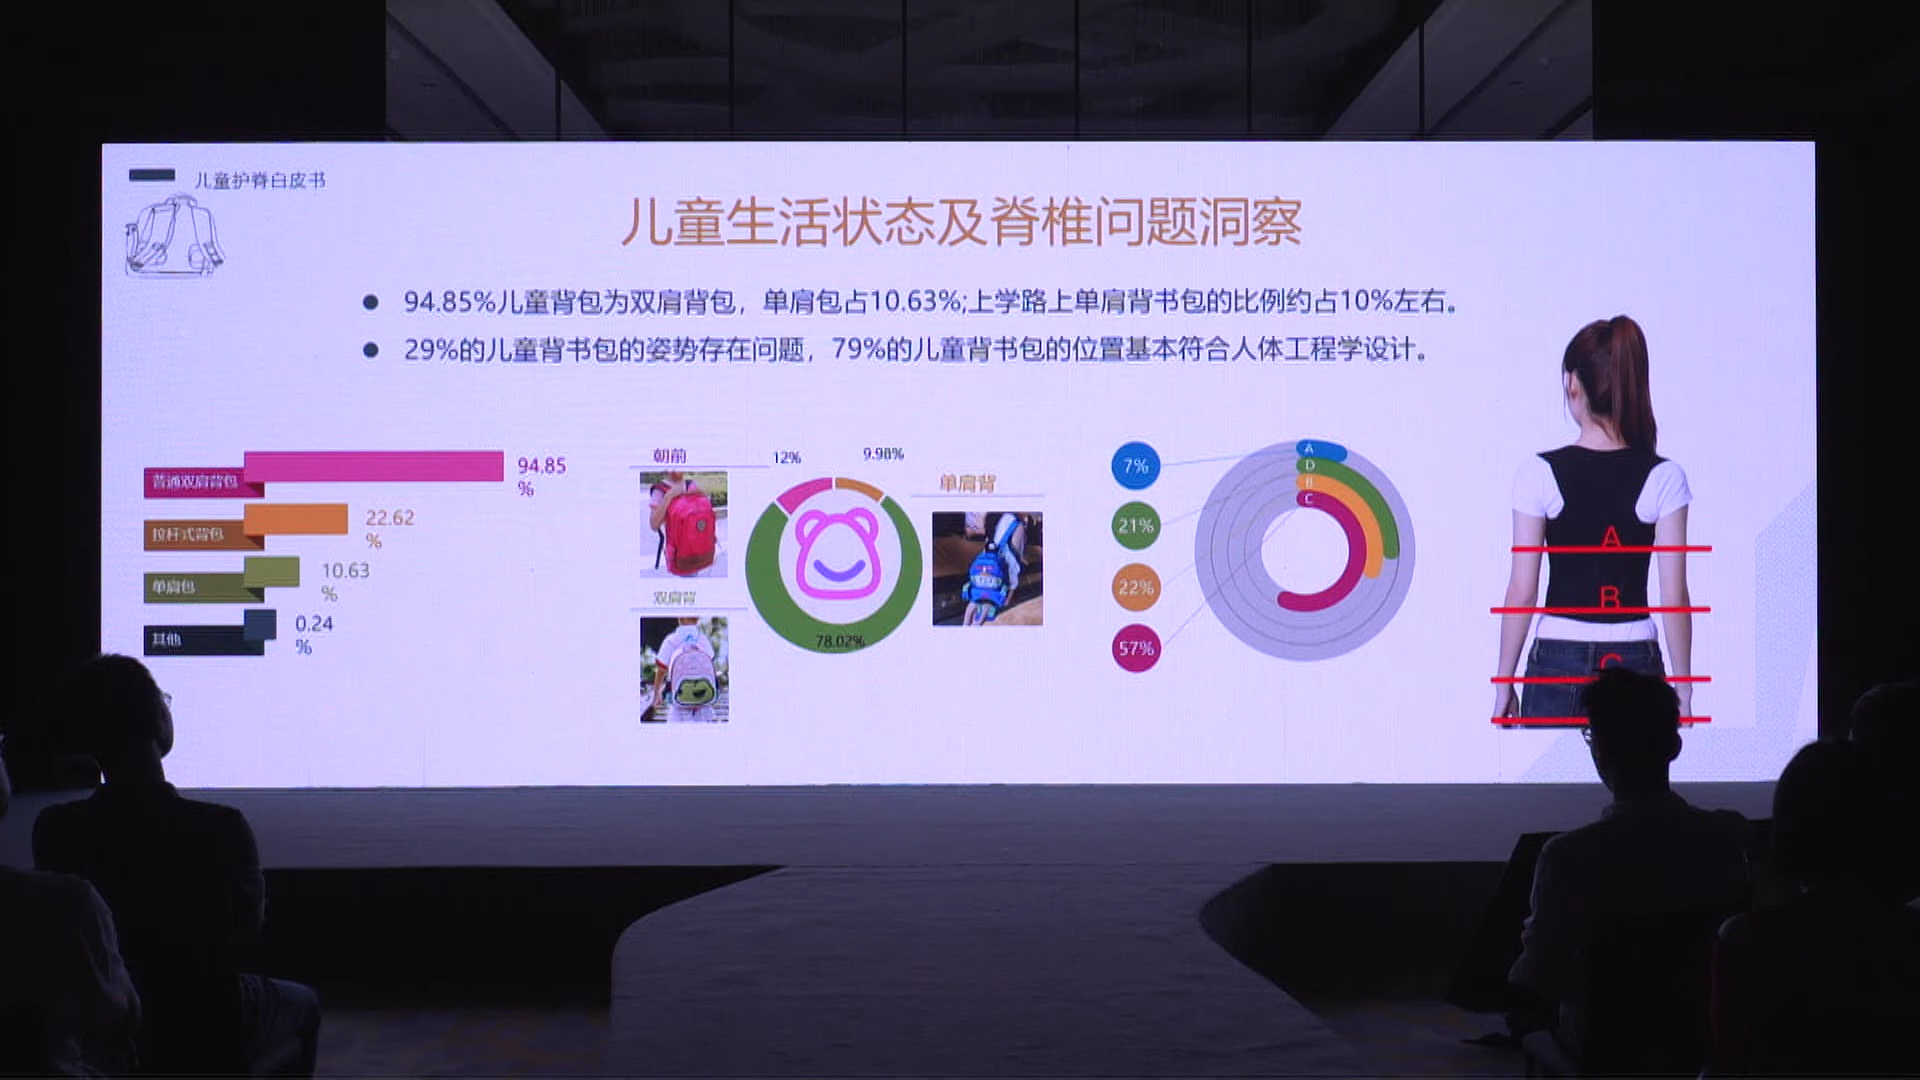 儿童护脊白皮书
儿童生活状态及脊椎问题洞察
94.85%儿童背包为双肩背包，单肩包占10.63%;上学路上单肩背书包的比例约占10%左右。
29%的儿童背书包的姿势存在问题，79%的儿童背书包的位置基本符合人体工程学设计。
普通双肩背包
94.85
%
拉杆式背包
22.62
%
单肩包
10.63
%
其他
0.24
%
朝前
12%
9.98%
单肩背
双肩背
78.02%
7%
21%
22%
57%
A
D
B
C
A
B
C